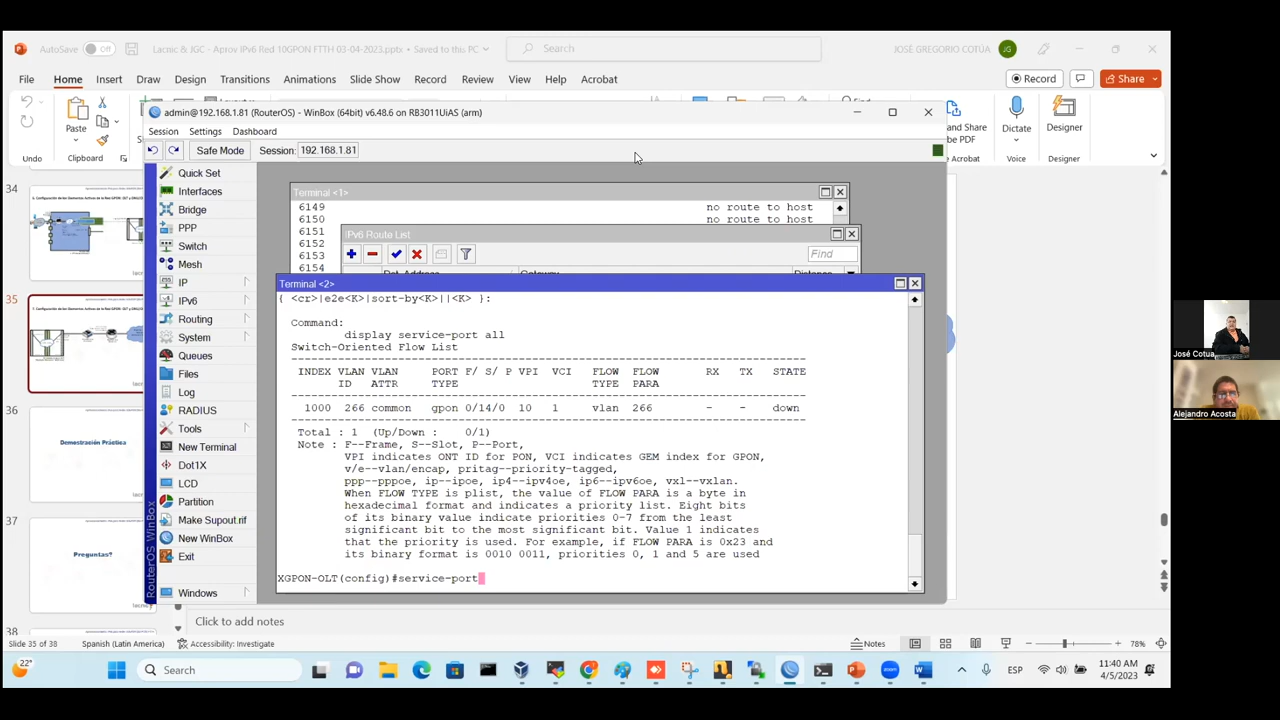 AutoSave Off Lacnic & JGC - Aprov IPv6 Red 10GPON FTTH 03-04-2023.pptx • Saved to this PC Search JOSÉ GREGORIO COTÚA JG
File Home Insert Draw Design Transitions Animations Slide Show Record Review View Help Acrobat Record Share
admin@192.168.1.81 (RouterOS) - WinBox (64bit) v6.48.6 on RB3011UiAS (arm)
Session Settings Dashboard
Safe Mode Session: 192.168.1.81
Paste
Undo
Clipboard
and Share
be PDF
Acrobat
Dictate
Voice
Designer
Designer
Quick Set
Interfaces
Bridge
PPP
Switch
Mesh
IP
IPv6
Routing
System
Queues
Files
Log
RADIUS
Tools
New Terminal
Dot1X
LCD
Partition
Make Supout.rif
New WinBox
Exit
Windows
RouterOS WinBox
Terminal <1>
6149 no route to host
6150 no route to host
6151
6152
6153
6154
IPv6 Route List
Find
Dst. Address Gateway Distance
Terminal <2>
{ <cr>|e2e<K>|sort-by<K>||<K> }:
Command:
display service-port all
Switch-Oriented Flow List
INDEX VLAN VLAN PORT F/ S/ P VPI VCI FLOW FLOW RX TX STATE
ID ATTR TYPE TYPE PARA
1000 266 common gpon 0/14/0 10 1 vlan 266 - - down
Total : 1 (Up/Down : 0/1)
Note : F--Frame, S--Slot, P--Port,
VPI indicates ONT ID for PON, VCI indicates GEM index for GPON,
v/e--vlan/encap, pritag--priority-tagged,
ppp--pppoe, ip--ipoe, ip4--ipv4oe, ip6--ipv6oe, vxl--vxlan.
When FLOW TYPE is plist, the value of FLOW PARA is a byte in
hexadecimal format and indicates a priority list. Eight bits
of its binary value indicate priorities 0-7 from the least
significant bit to the most significant bit. Value 1 indicates
that the priority is used. For example, if FLOW PARA is 0x23 and
its binary format is 0010 0011, priorities 0, 1 and 5 are used
XGPON-OLT(config)#service-port
34
35
36
Demostración Práctica
37
Preguntas?
38
José Cotua,
Alejandro Acosta
Click to add notes
Slide 35 of 38 Spanish (Latin America) Accessibility: Investigate Notes 78%
22° Search ESP 11:40 AM
4/5/2023